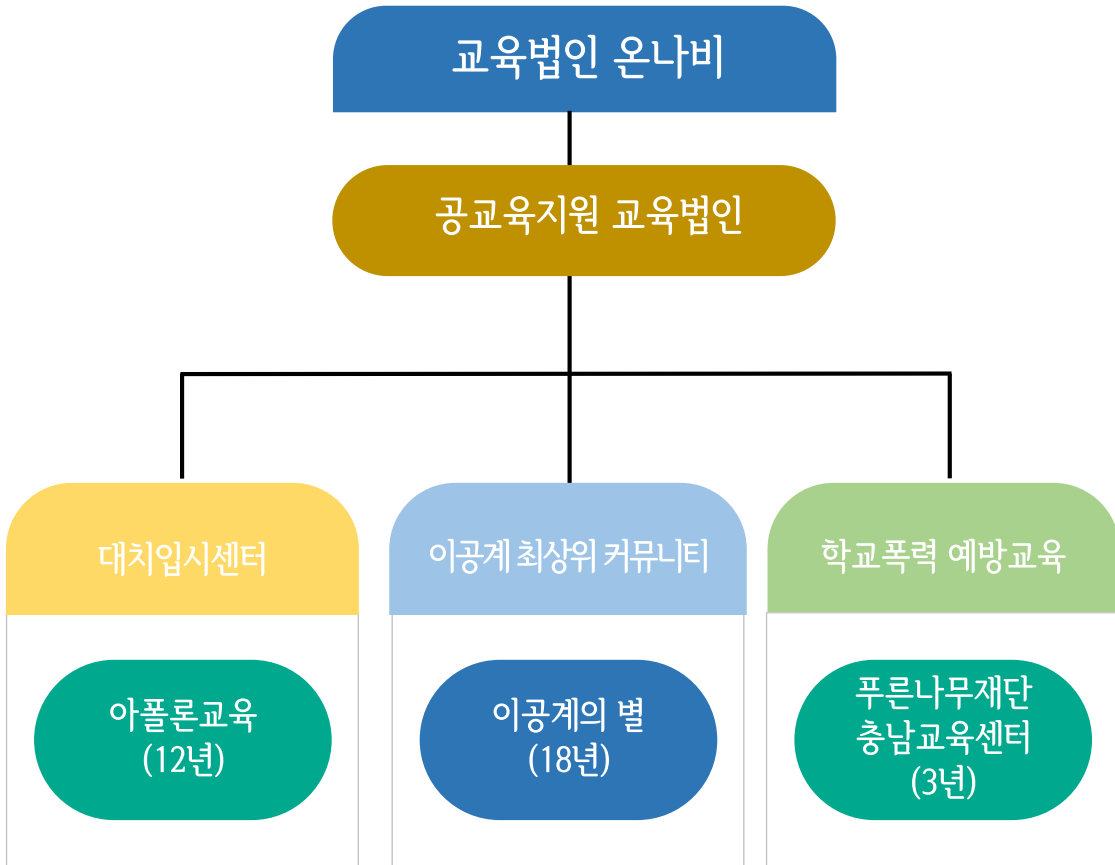 교육법인 온나비
공교육지원 교육법인
대치입시센터
이공계 최상위 커뮤니티
학교폭력 예방교육
아폴론교육
(12년)
이공계의 별
(18년)
푸른나무재단
충남교육센터
(3년)